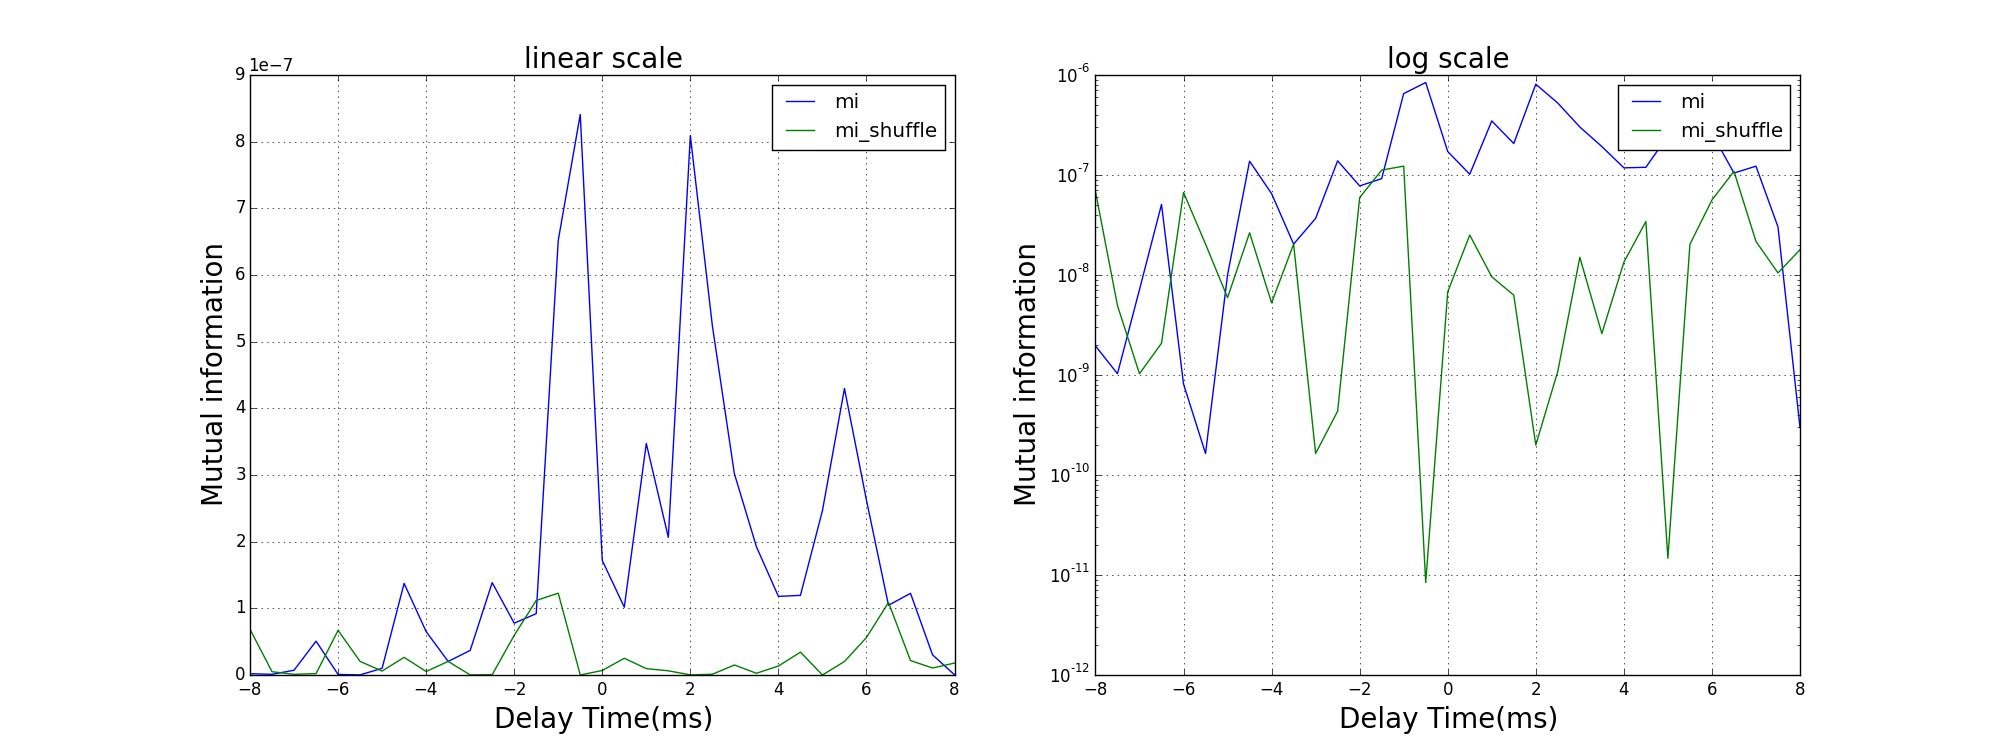 linear scale
1e−7
9
8
7
6
5
4
3
2
1
0
−8 −6 −4 −2 0 2 4 6 8
Mutual information
Delay Time(ms)
mi
mi_shuffle
log scale
10^-6
10^-7
10^-8
10^-9
10^-10
10^-11
10^-12
−8 −6 −4 −2 0 2 4 6 8
Mutual information
Delay Time(ms)
mi
mi_shuffle